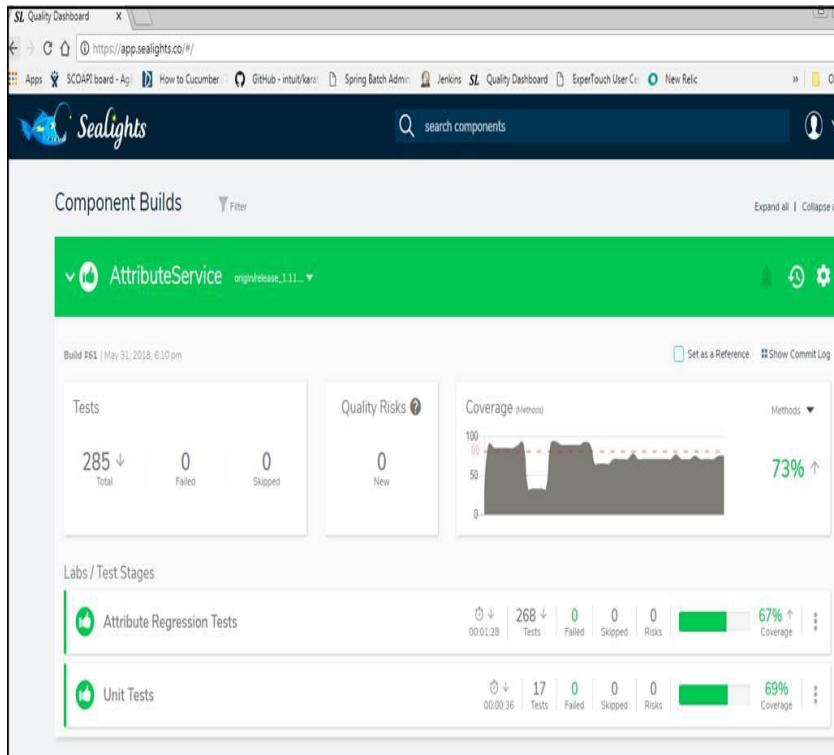 SL Quality Dashboard x
https://app.sealights.co/#/
Apps SCOAPI board - Agi How to Cucumber GitHub - intuit/kara Spring Batch Admin Jenkins SL Quality Dashboard ExperTouch User Ce New Relic »
SeaLights search components
Component Builds Filter Expand all | Collapse a
AttributeService origin/release_1.11... ▼
Build #61 | May 31, 2018, 6:10 pm Set as a Reference Show Commit Log
Tests Quality Risks ? Coverage (Methods) Methods ▼
100
80
50
0
285 ↓ 0 0 0 73% ↑
Total Failed Skipped New
Labs / Test Stages
Attribute Regression Tests ↓ 268 ↓ 0 0 0 67% ↑
00:01:28 Tests Failed Skipped Risks Coverage
Unit Tests ↓ 17 0 0 0 69%
00:00:36 Tests Failed Skipped Risks Coverage